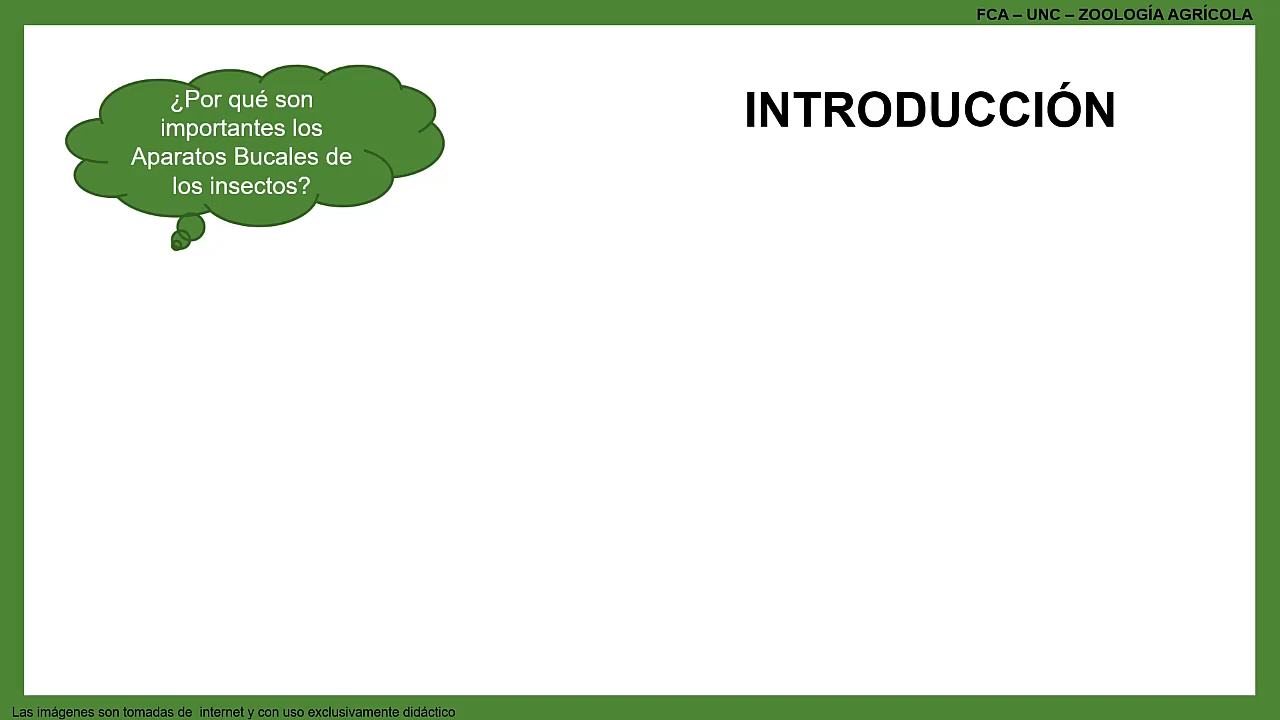 FCA – UNC – ZOOLOGÍA AGRÍCOLA
¿Por qué son
importantes los
Aparatos Bucales de
los insectos?
INTRODUCCIÓN
Las imágenes son tomadas de  internet y con uso exclusivamente didáctico